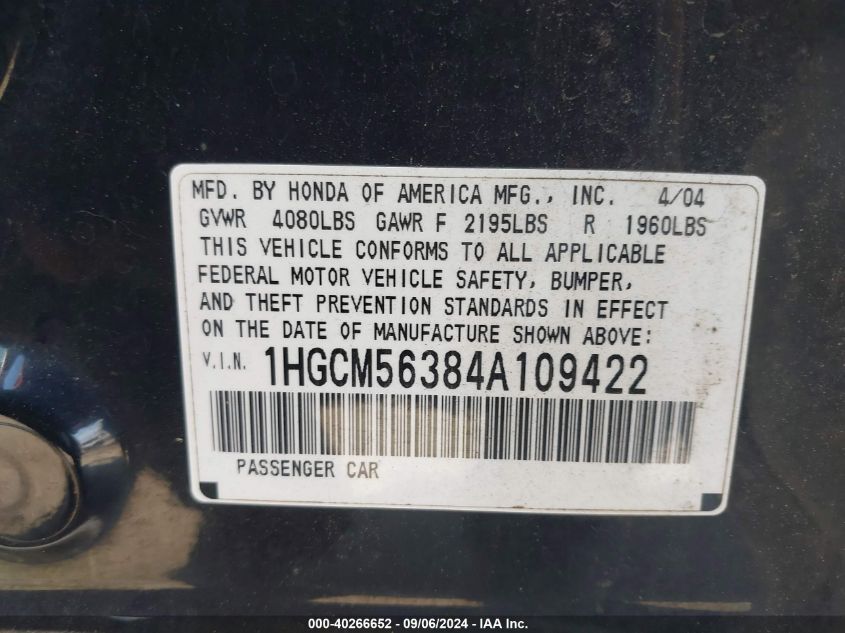 MFD. BY HONDA OF AMERICA MFG., INC. 4/04
GVWR 4080LBS GAWR F 2195LBS R 1960LBS
THIS VEHICLE CONFORMS TO ALL APPLICABLE
FEDERAL MOTOR VEHICLE SAFETY, BUMPER,
AND THEFT PREVENTION STANDARDS IN EFFECT
ON THE DATE OF MANUFACTURE SHOWN ABOVE:
V.I.N. 1HGCM56384A109422
PASSENGER CAR
000-40266652 - 09/06/2024 - IAA Inc.